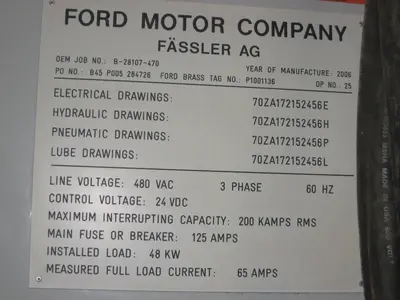 FORD MOTOR COMPANY
FÄSSLER AG
OEM JOB NO.: B-28107-470 YEAR OF MANUFACTURE: 2006
PO NO.: B45 P005 284726 FORD BRASS TAG NO.: P1001136 OP NO.: 25
ELECTRICAL DRAWINGS: 70ZA172152456E
HYDRAULIC DRAWINGS: 70ZA172152456H
PNEUMATIC DRAWINGS: 70ZA172152456P
LUBE DRAWINGS: 70ZA172152456L
LINE VOLTAGE: 480 VAC 3 PHASE 60 HZ
CONTROL VOLTAGE: 24 VDC
MAXIMUM INTERRUPTING CAPACITY: 200 KAMPS RMS
MAIN FUSE OR BREAKER: 125 AMPS
INSTALLED LOAD: 48 KW
MEASURED FULL LOAD CURRENT: 65 AMPS